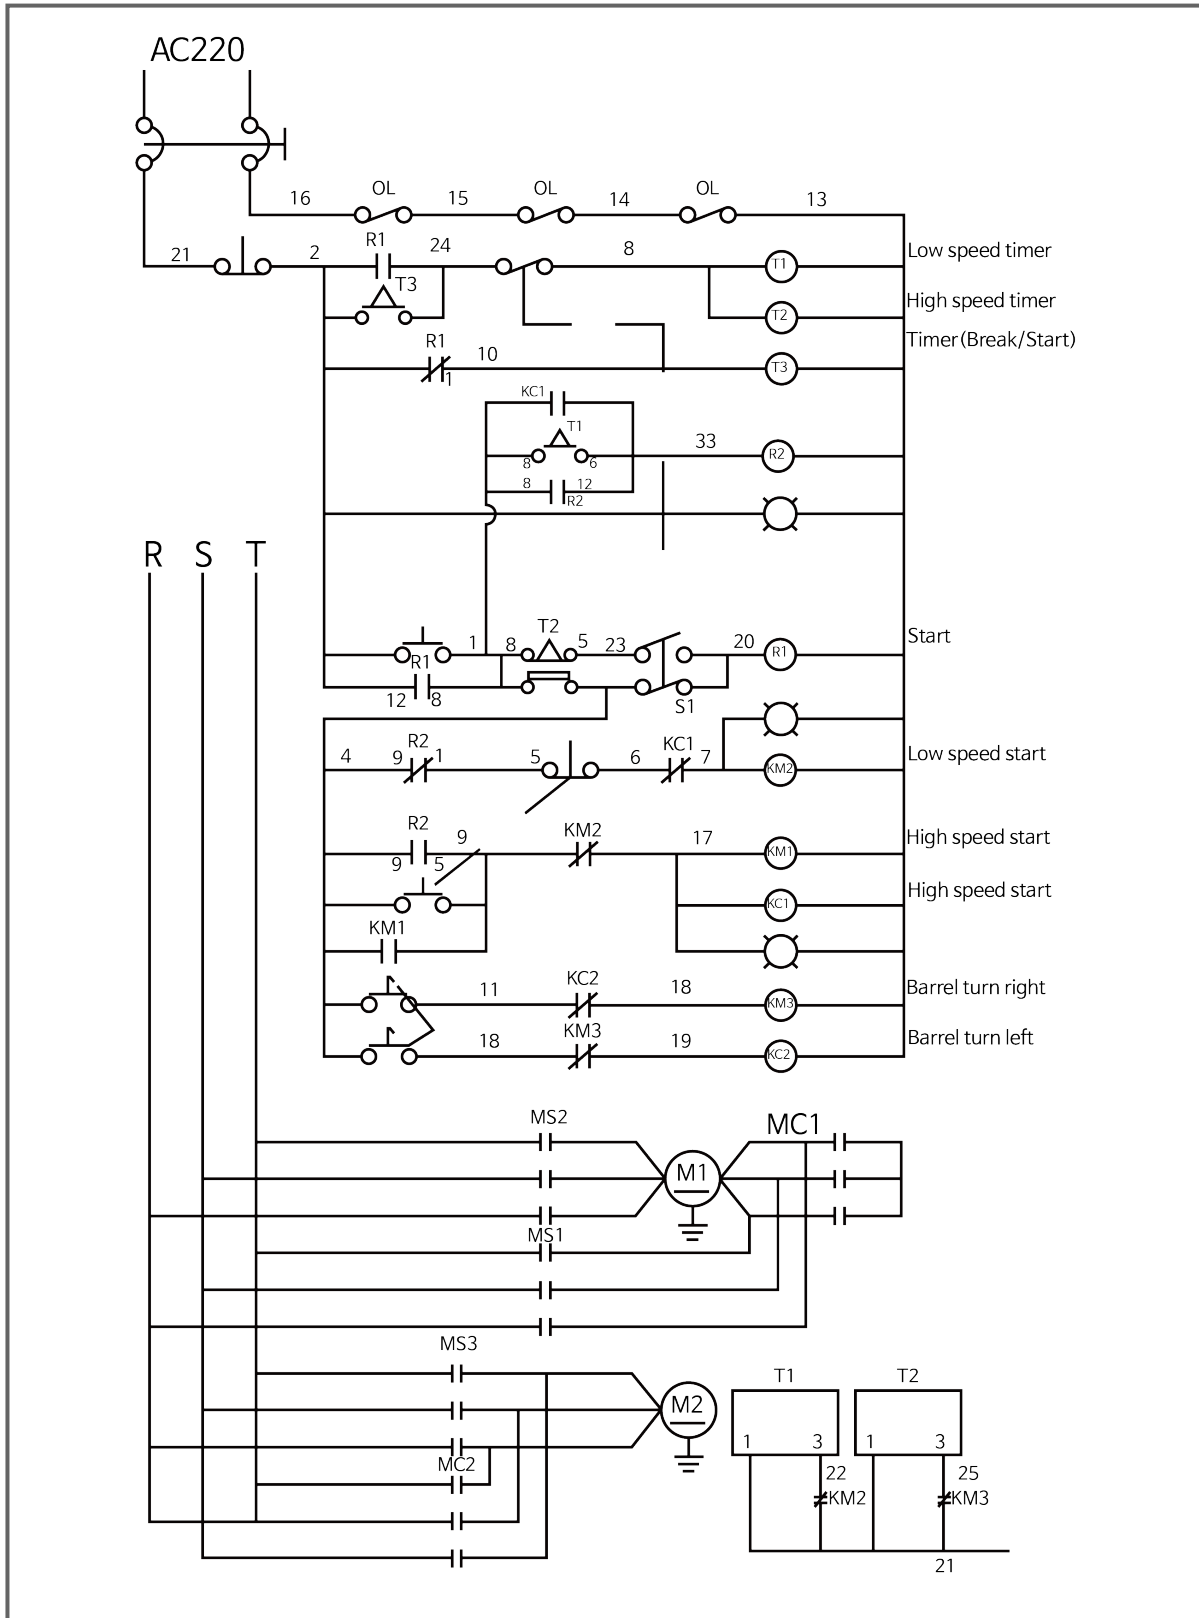 AC220
16 OL 15 OL 14 OL 13
21 2 R1 24 8 T1 Low speed timer
T3
T2 High speed timer
Timer(Break/Start)
R1
10
1 T3
KC1
T1
33 R2
8 6
8 12
R2
R S T
1 8 T2 5 23 20 R1 Start
R1
12 8
S1
4 9 R2 1 5 6 KC1 7 KM2 Low speed start
R2 9 KM2 17 KM1 High speed start
9 5
KC1 High speed start
KM1
11 KC2 18 KM3 Barrel turn right
18 KM3 19 KC2 Barrel turn left
MS2 MC1
M1
MS1
MS3
T1 T2
M2
1 3 1 3
MC2
22 25
KM2 KM3
21